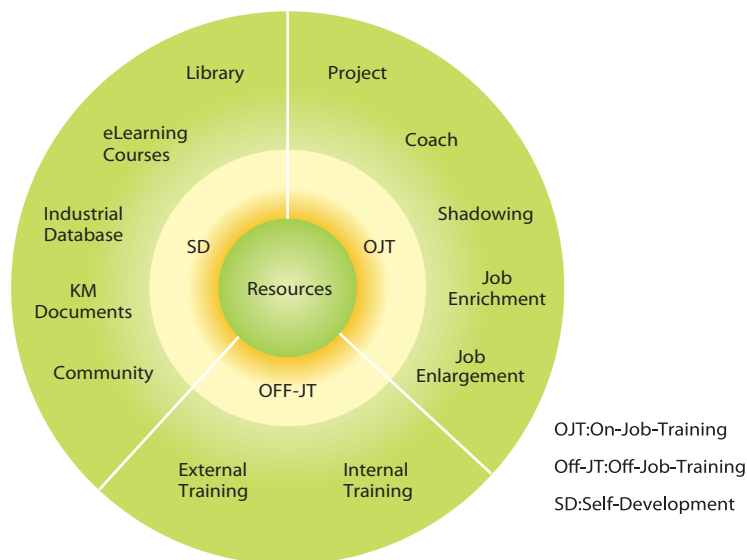 Library
Project
eLearning
Courses
Coach
Industrial
Database
Shadowing
SD
OJT
KM
Documents
Resources
Job
Enrichment
Community
Job
Enlargement
OFF-JT
External
Training
Internal
Training
OJT:On-Job-Training
Off-JT:Off-Job-Training
SD:Self-Development